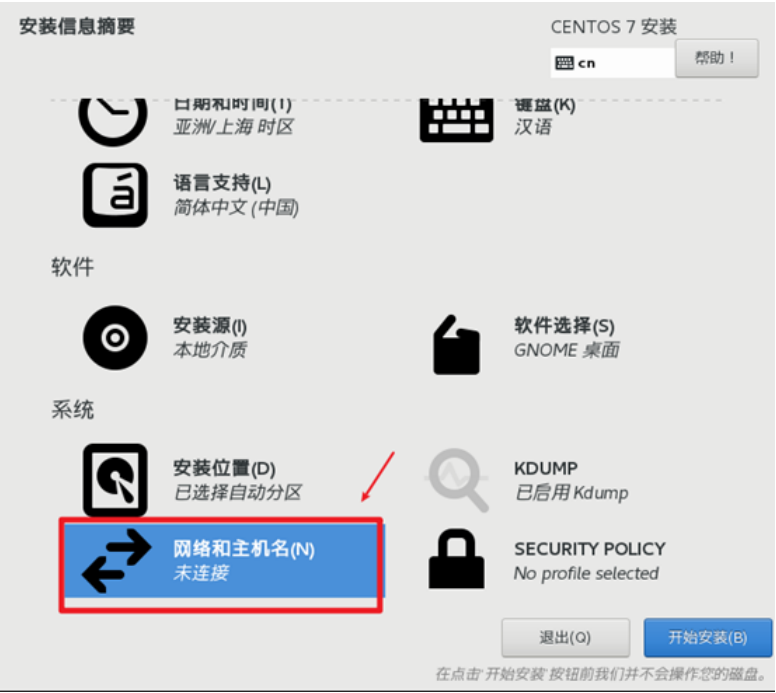 安装信息摘要
CENTOS 7 安装
cn
帮助！
日期和时间(T)
亚洲/上海 时区
键盘(K)
汉语
语言支持(L)
简体中文 (中国)
软件
安装源(I)
本地介质
软件选择(S)
GNOME 桌面
系统
安装位置(D)
已选择自动分区
KDUMP
已启用 Kdump
网络和主机名(N)
未连接
SECURITY POLICY
No profile selected
退出(Q)
开始安装(B)
在点击'开始安装'按钮前我们并不会操作您的磁盘。